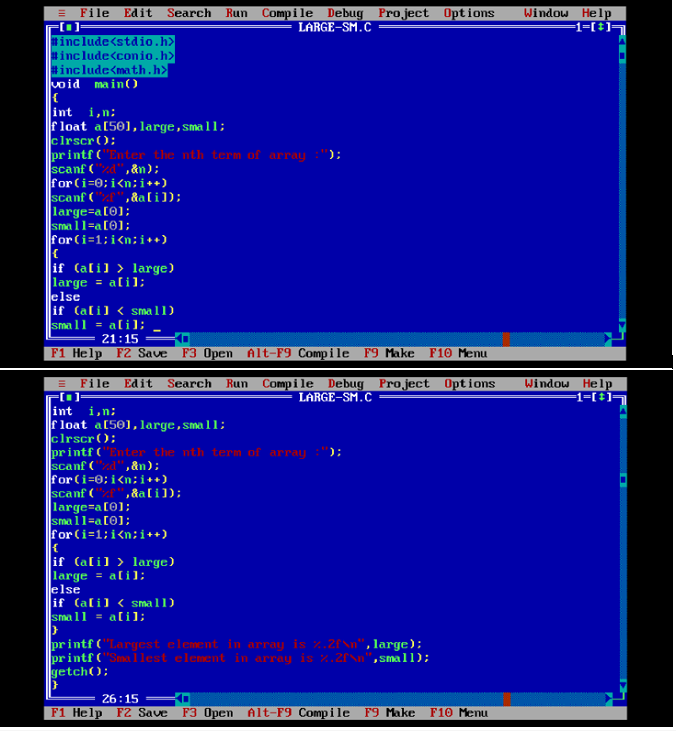 ≡ File Edit Search Run Compile Debug Project Options Window Help
[■] LARGE-SM.C 1=[↕]
#include<stdio.h>
#include<conio.h>
#include<math.h>
void main()
{
int i,n;
float a[50],large,small;
clrscr();
printf("Enter the nth term of array :");
scanf("%d",&n);
for(i=0;i<n;i++)
scanf("%f",&a[i]);
large=a[0];
small=a[0];
for(i=1;i<n;i++)
{
if (a[i] > large)
large = a[i];
else
if (a[i] < small)
small = a[i]; _
21:15
F1 Help F2 Save F3 Open Alt-F9 Compile F9 Make F10 Menu
≡ File Edit Search Run Compile Debug Project Options Window Help
[■] LARGE-SM.C 1=[↕]
int i,n;
float a[50],large,small;
clrscr();
printf("Enter the nth term of array :");
scanf("%d",&n);
for(i=0;i<n;i++)
scanf("%f",&a[i]);
large=a[0];
small=a[0];
for(i=1;i<n;i++)
{
if (a[i] > large)
large = a[i];
else
if (a[i] < small)
small = a[i];
}
printf("Largest element in array is %.2f\n",large);
printf("Smallest element in array is %.2f\n",small);
getch();
}
26:15
F1 Help F2 Save F3 Open Alt-F9 Compile F9 Make F10 Menu